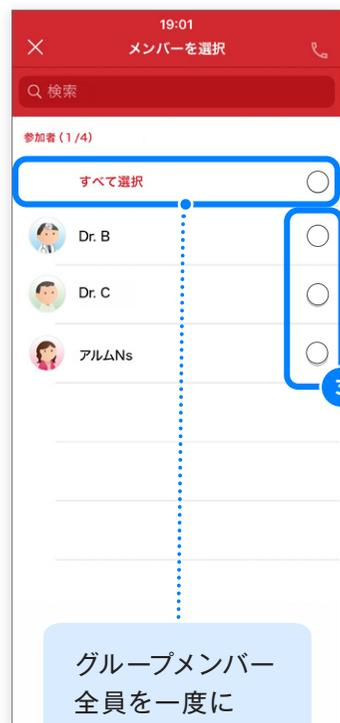 19:01
メンバーを選択
検索
参加者（1/4）
すべて選択
Dr. B
Dr. C
アルムNs
グループメンバー
全員を一度に